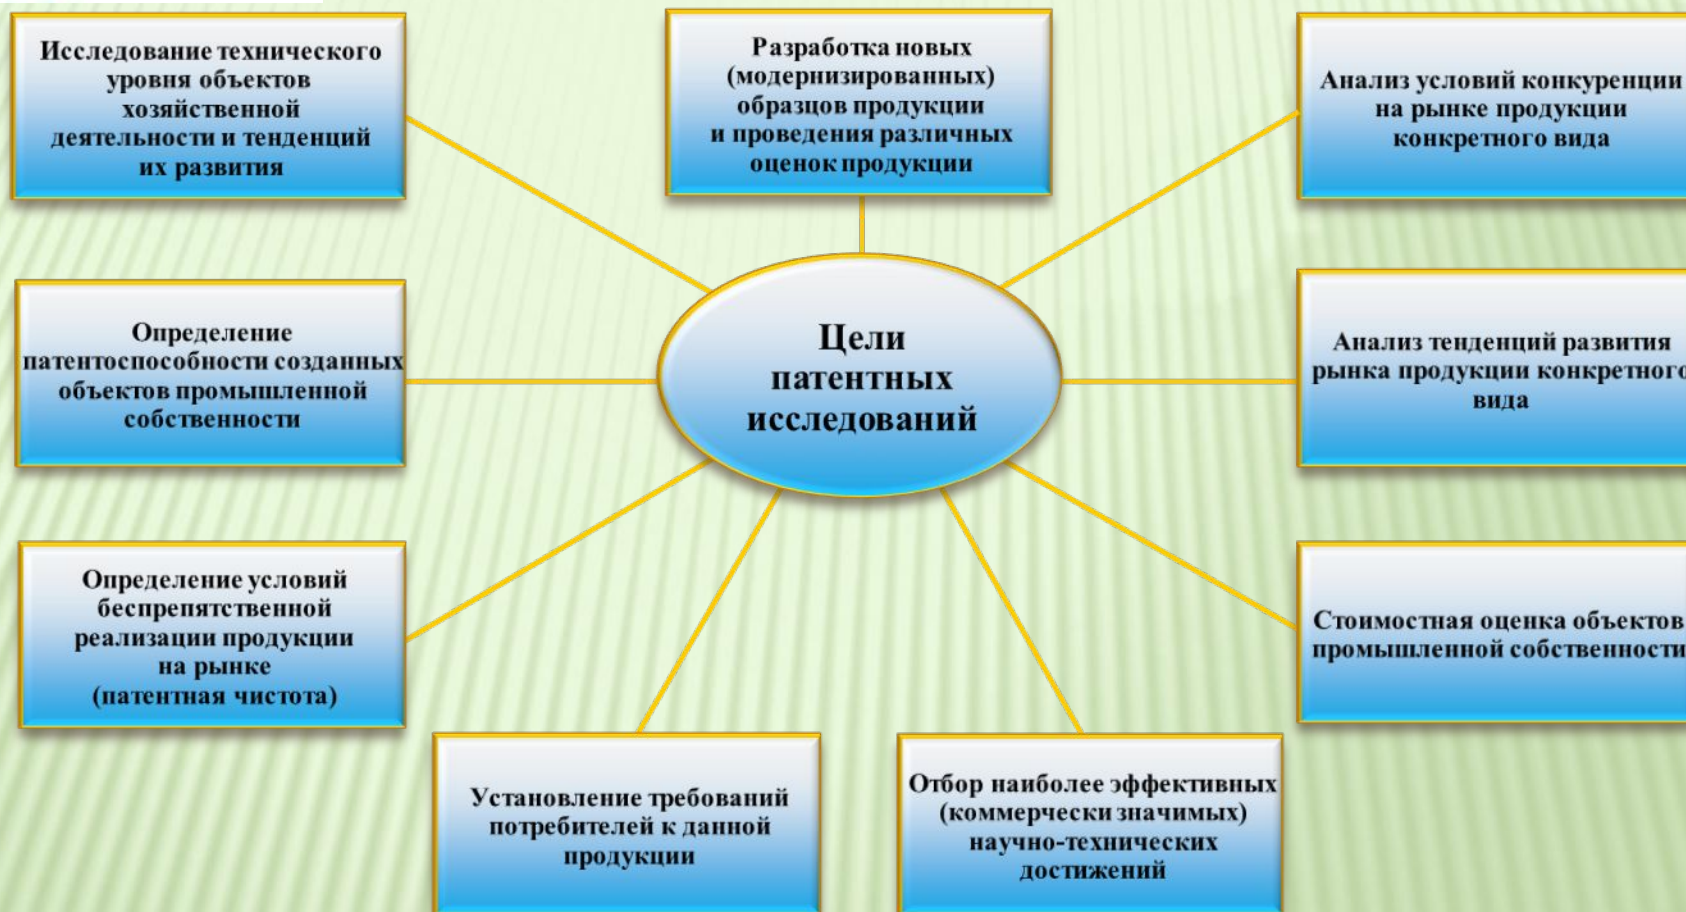 Исследование технического
уровня объектов
хозяйственной
деятельности и тенденций
их развития
Разработка новых
(модернизированных)
образцов продукции
и проведения различных
оценок продукции
Анализ условий конкуренции
на рынке продукции
конкретного вида
Определение
патентоспособности созданных
объектов промышленной
собственности
Цели
патентных
исследований
Анализ тенденций развития
рынка продукции конкретного
вида
Определение условий
беспрепятственной
реализации продукции
на рынке
(патентная чистота)
Стоимостная оценка объектов
промышленной собственности
Установление требований
потребителей к данной
продукции
Отбор наиболее эффективных
(коммерчески значимых)
научно-технических
достижений